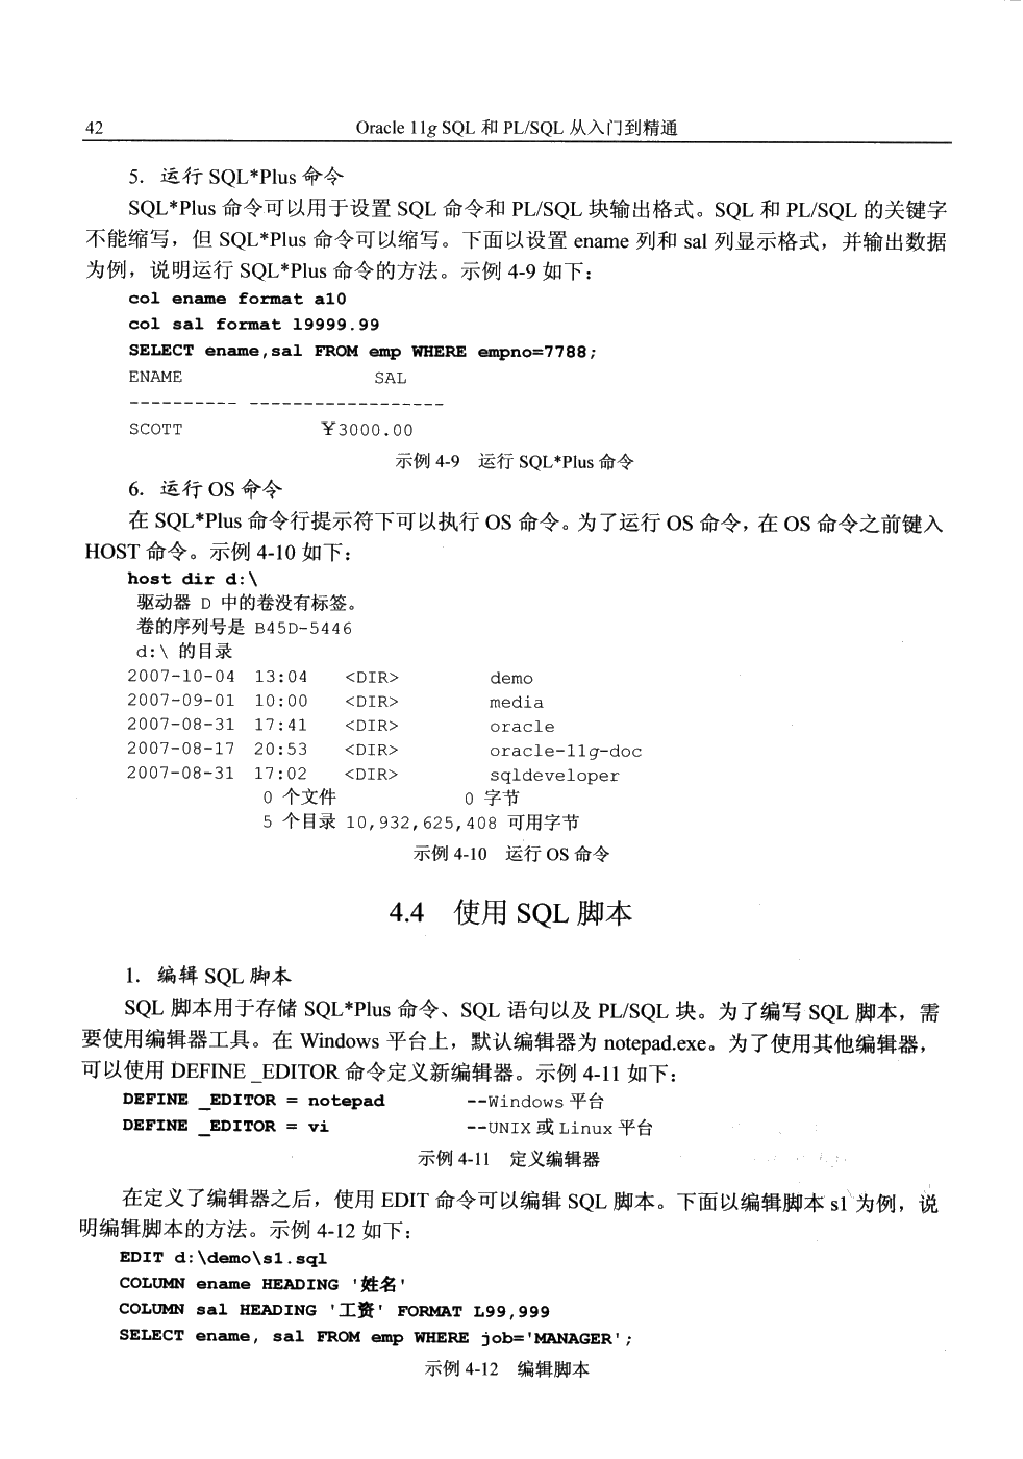 42 Oracle 11g SQL 和 PL/SQL 从入门到精通
5. 运行 SQL*Plus 命令
SQL*Plus 命令可以用于设置 SQL 命令和 PL/SQL 块输出格式。SQL 和 PL/SQL 的关键字
不能缩写，但 SQL*Plus 命令可以缩写。下面以设置 ename 列和 sal 列显示格式，并输出数据
为例，说明运行 SQL*Plus 命令的方法。示例 4-9 如下：
col ename format a10
col sal format l9999.99
SELECT ename,sal FROM emp WHERE empno=7788;
ENAME SAL
---------- ------------------
SCOTT ￥3000.00
示例 4-9 运行 SQL*Plus 命令
6. 运行 OS 命令
在 SQL*Plus 命令行提示符下可以执行 OS 命令。为了运行 OS 命令，在 OS 命令之前键入
HOST 命令。示例 4-10 如下：
host dir d:\
驱动器 D 中的卷没有标签。
卷的序列号是 B45D-5446
d:\ 的目录
2007-10-04 13:04 <DIR> demo
2007-09-01 10:00 <DIR> media
2007-08-31 17:41 <DIR> oracle
2007-08-17 20:53 <DIR> oracle-11g-doc
2007-08-31 17:02 <DIR> sqldeveloper
0 个文件 0 字节
5 个目录 10,932,625,408 可用字节
示例 4-10 运行 OS 命令
4.4 使用 SQL 脚本
1. 编辑 SQL 脚本
SQL 脚本用于存储 SQL*Plus 命令、SQL 语句以及 PL/SQL 块。为了编写 SQL 脚本，需
要使用编辑器工具。在 Windows 平台上，默认编辑器为 notepad.exe。为了使用其他编辑器，
可以使用 DEFINE _EDITOR 命令定义新编辑器。示例 4-11 如下：
DEFINE _EDITOR = notepad --Windows 平台
DEFINE _EDITOR = vi --UNIX 或 Linux 平台
示例 4-11 定义编辑器
在定义了编辑器之后，使用 EDIT 命令可以编辑 SQL 脚本。下面以编辑脚本 s1 为例，说
明编辑脚本的方法。示例 4-12 如下：
EDIT d:\demo\s1.sql
COLUMN ename HEADING '姓名'
COLUMN sal HEADING '工资' FORMAT L99,999
SELECT ename, sal FROM emp WHERE job='MANAGER';
示例 4-12 编辑脚本